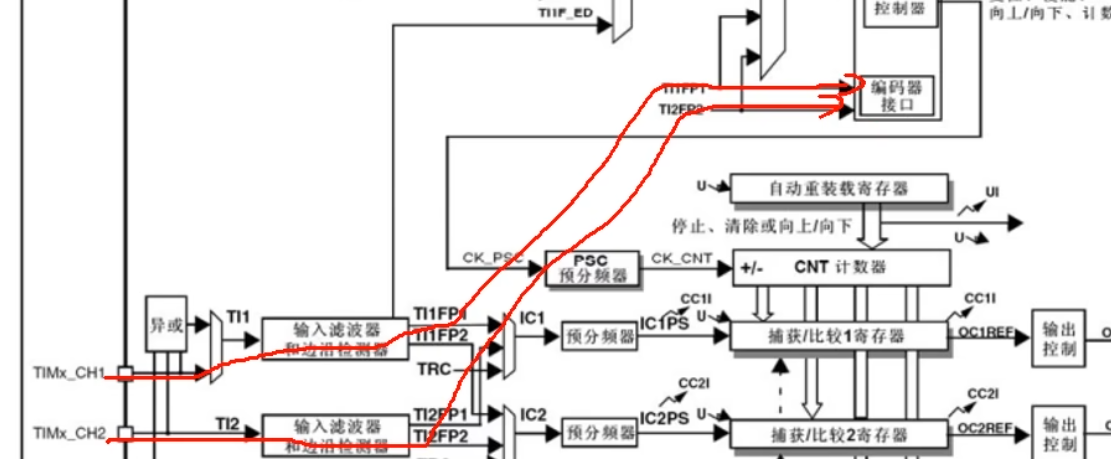 TI1F_ED
控制器
向上/向下、计数
TI1FP1
TI2FP2
编码器
接口
U
自动重装载寄存器
UI
停止、清除或向上/向下
U
CK_PSC
PSC
预分频器
CK_CNT
+/-
CNT 计数器
异或
TI1
输入滤波器
和边沿检测器
TI1FP1
TI1FP2
TRC
IC1
预分频器
IC1PS
CC1I
U
捕获/比较1寄存器
CC1I
OC1REF
输出
控制
TIMx_CH1
TIMx_CH2
TI2
输入滤波器
和边沿检测器
TI2FP1
TI2FP2
IC2
预分频器
IC2PS
CC2I
U
捕获/比较2寄存器
CC2I
OC2REF
输出
控制